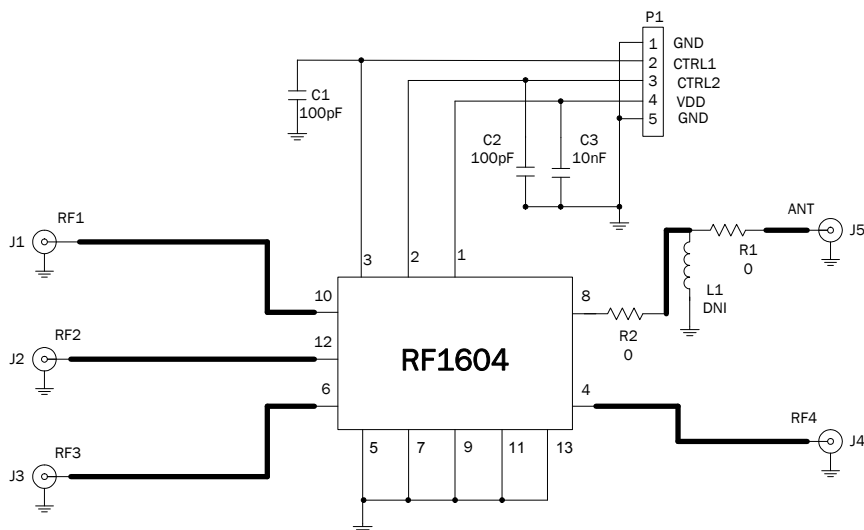 P1
1 GND
2 CTRL1
3 CTRL2
4 VDD
5 GND
C1
100pF
C2
100pF
C3
10nF
J1
RF1
ANT
J5
R1
0
L1
DNI
3
2
1
10
8
R2
0
J2
RF2
12
RF1604
6
4
J3
RF3
RF4
J4
5
7
9
11
13